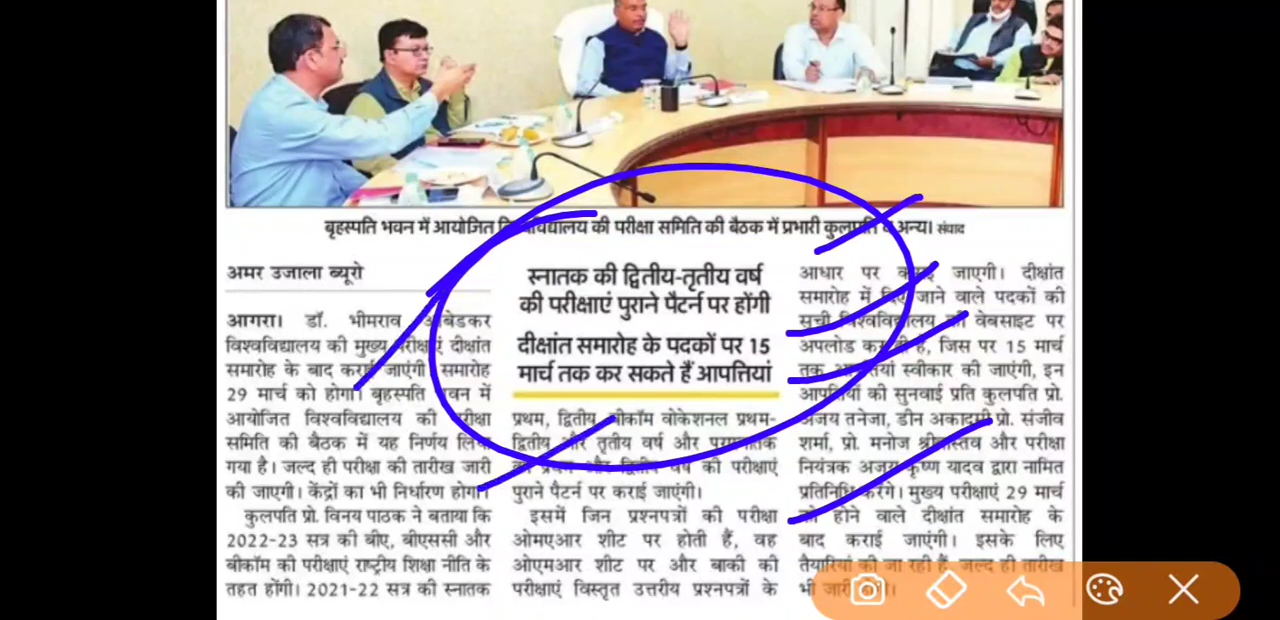 बृहस्पति भवन में आयोजित विश्वविद्यालय की परीक्षा समिति की बैठक में प्रभारी कुलपति व अन्य। संवाद
अमर उजाला ब्यूरो
आगरा। डॉ. भीमराव आंबेडकर
विश्वविद्यालय की मुख्य परीक्षाएं दीक्षांत
समारोह के बाद कराई जाएंगी। समारोह
29 मार्च को होगा। बृहस्पति भवन में
आयोजित विश्वविद्यालय की परीक्षा
समिति की बैठक में यह निर्णय लिया
गया है। जल्द ही परीक्षा की तारीख जारी
की जाएगी। केंद्रों का भी निर्धारण होगा।
कुलपति प्रो. विनय पाठक ने बताया कि
2022-23 सत्र की बीए, बीएससी और
बीकॉम की परीक्षाएं राष्ट्रीय शिक्षा नीति के
तहत होंगी। 2021-22 सत्र की स्नातक
स्नातक की द्वितीय-तृतीय वर्ष
की परीक्षाएं पुराने पैटर्न पर होंगी
दीक्षांत समारोह के पदकों पर 15
मार्च तक कर सकते हैं आपत्तियां
प्रथम, द्वितीय, बीकॉम वोकेशनल प्रथम-
द्वितीय और तृतीय वर्ष और परास्नातक
के प्रथम और द्वितीय वर्ष की परीक्षाएं
पुराने पैटर्न पर कराई जाएंगी।
इसमें जिन प्रश्नपत्रों की परीक्षा
ओमएआर शीट पर होती हैं, वह
ओएमआर शीट पर और बाकी की
परीक्षाएं विस्तृत उत्तरीय प्रश्नपत्रों के
आधार पर कराई जाएगी। दीक्षांत
समारोह में दिए जाने वाले पदकों की
सूची विश्वविद्यालय की वेबसाइट पर
अपलोड कर दी है, जिस पर 15 मार्च
तक आपत्तियां स्वीकार की जाएंगी, इन
आपत्तियों की सुनवाई प्रति कुलपति प्रो.
अजय तनेजा, डीन अकादमी प्रो. संजीव
शर्मा, प्रो. मनोज श्रीवास्तव और परीक्षा
नियंत्रक अजय कृष्ण यादव द्वारा नामित
प्रतिनिधि करेंगे। मुख्य परीक्षाएं 29 मार्च
को होने वाले दीक्षांत समारोह के
बाद कराई जाएंगी। इसके लिए
तैयारियां की जा रही हैं, जल्द ही तारीख
भी जारी होगी।